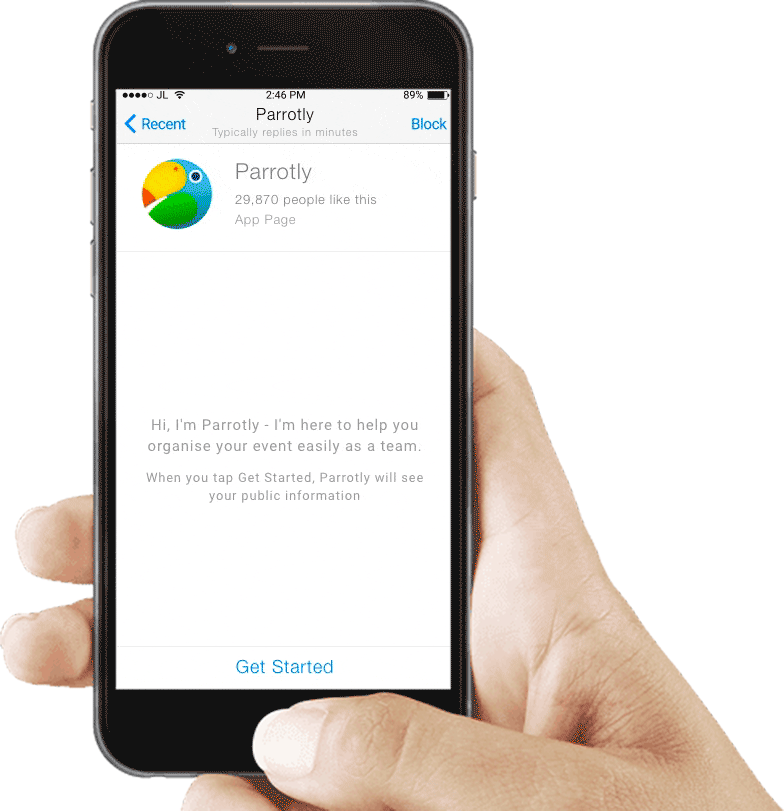 JL 2:46 PM 89%
Recent Parrotly Block
Typically replies in minutes
Parrotly
29,870 people like this
App Page
Hi, I'm Parrotly - I'm here to help you
organise your event easily as a team.
When you tap Get Started, Parrotly will see
your public information
Get Started